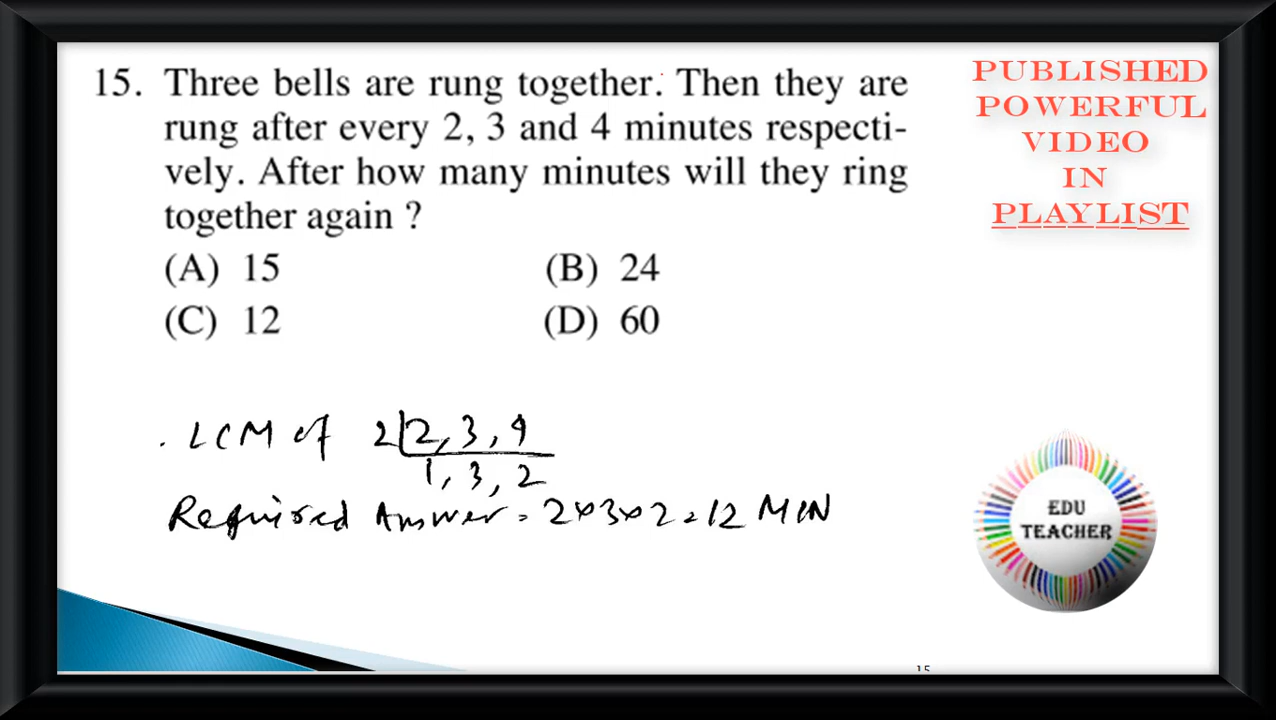 15. Three bells are rung together. Then they are
rung after every 2, 3 and 4 minutes respecti-
vely. After how many minutes will they ring
together again ?
(A) 15 (B) 24
(C) 12 (D) 60
PUBLISHED
POWERFUL
VIDEO
IN
PLAYLIST
. LCM of 2|2, 3, 4
1, 3, 2
Required Answer = 2×3×2 = 12 MIN
EDU
TEACHER
15